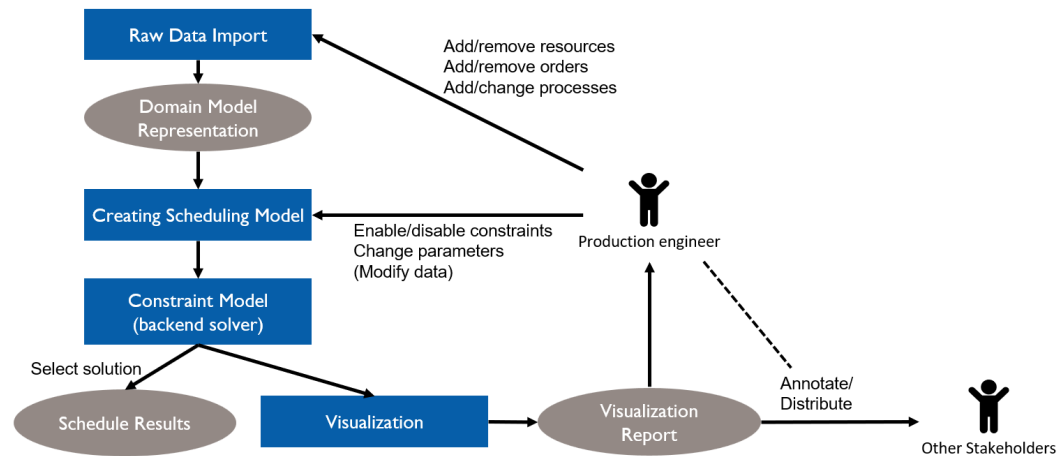 Raw Data Import
Add/remove resources
Add/remove orders
Add/change processes
Domain Model
Representation
Creating Scheduling Model
Enable/disable constraints
Change parameters
(Modify data)
Production engineer
Constraint Model
(backend solver)
Select solution
Schedule Results
Visualization
Visualization
Report
Annotate/
Distribute
Other Stakeholders